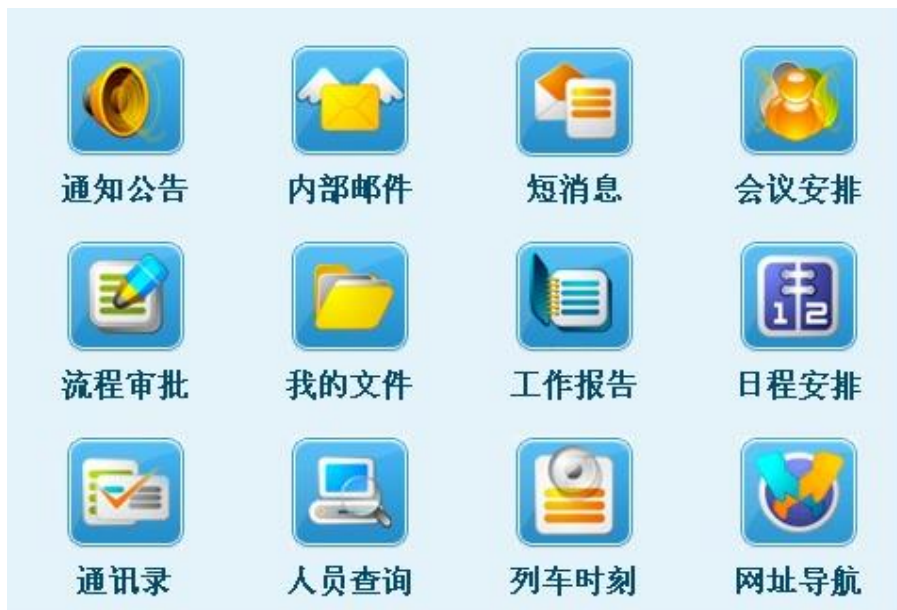 通知公告 内部邮件 短消息 会议安排
流程审批 我的文件 工作报告 日程安排
12
通讯录 人员查询 列车时刻 网址导航